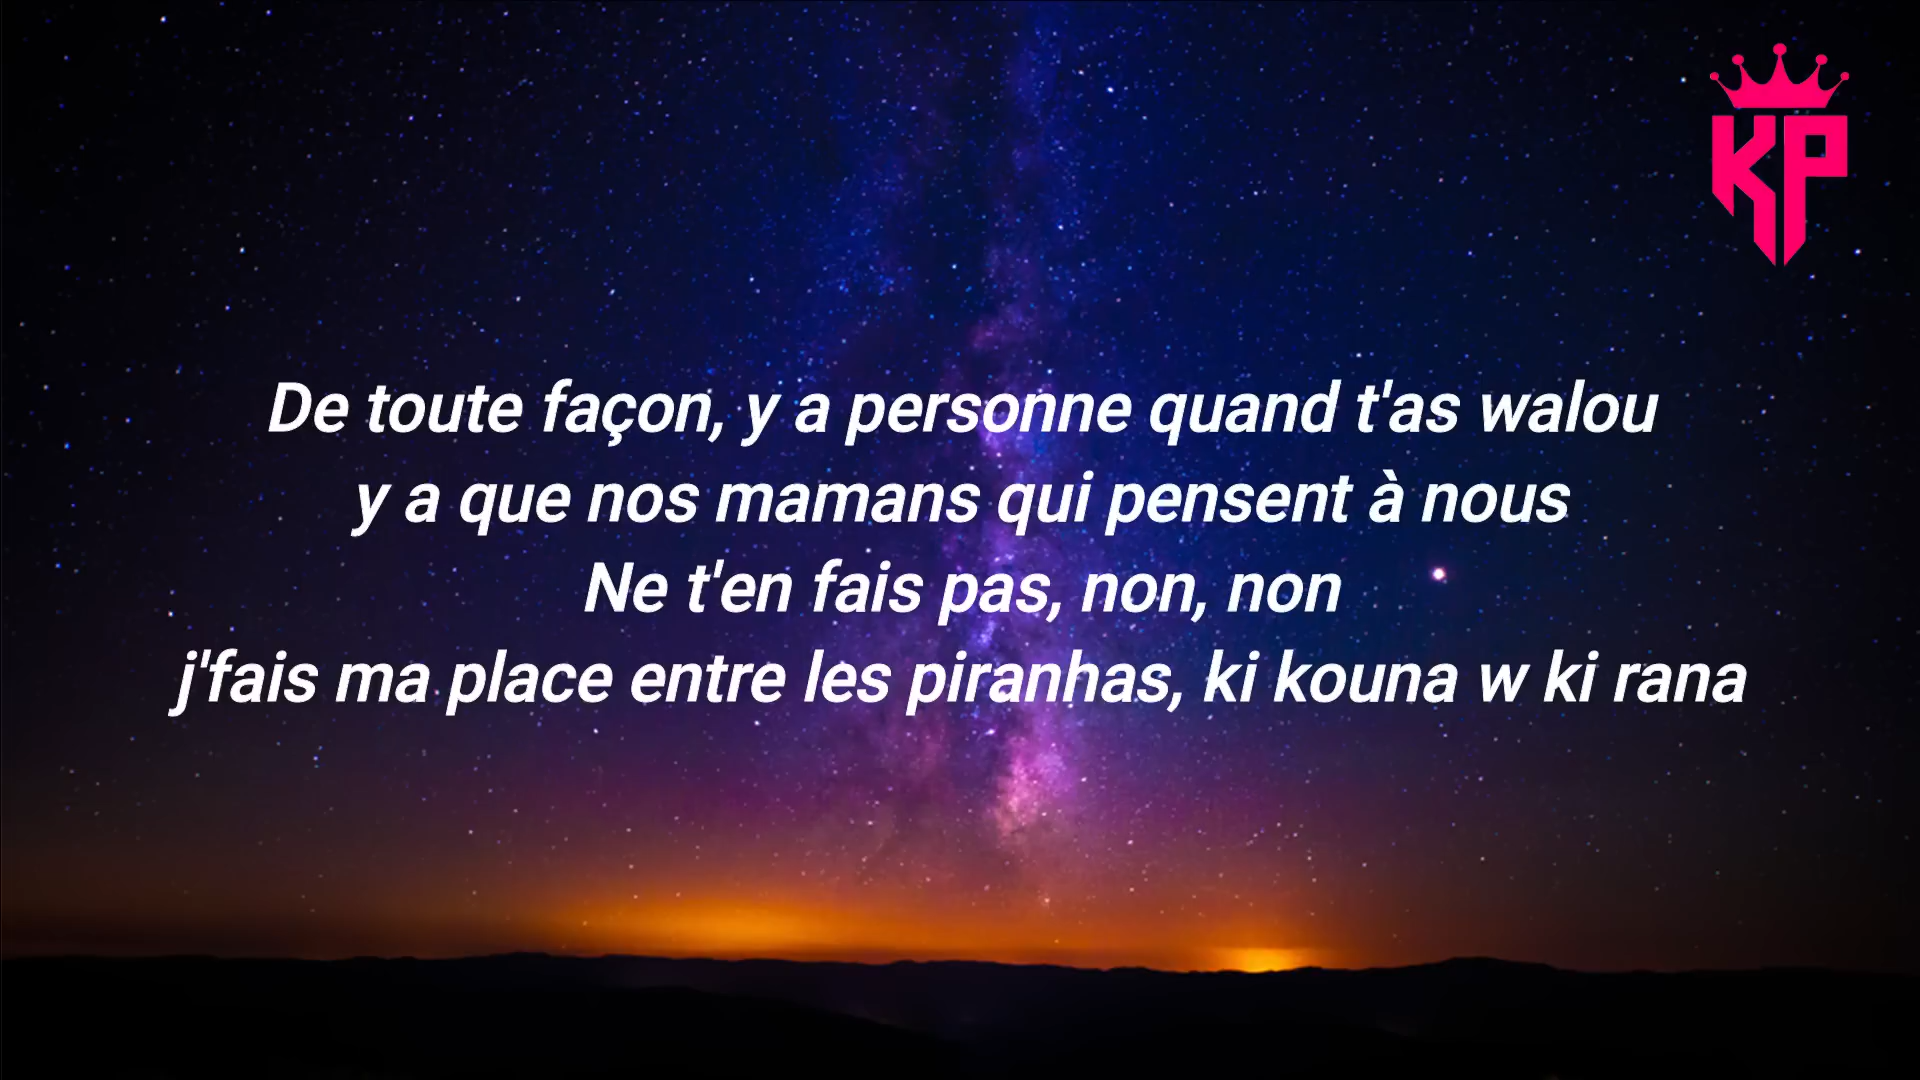 KP
De toute façon, y a personne quand t'as walou
y a que nos mamans qui pensent à nous
Ne t'en fais pas, non, non
j'fais ma place entre les piranhas, ki kouna w ki rana